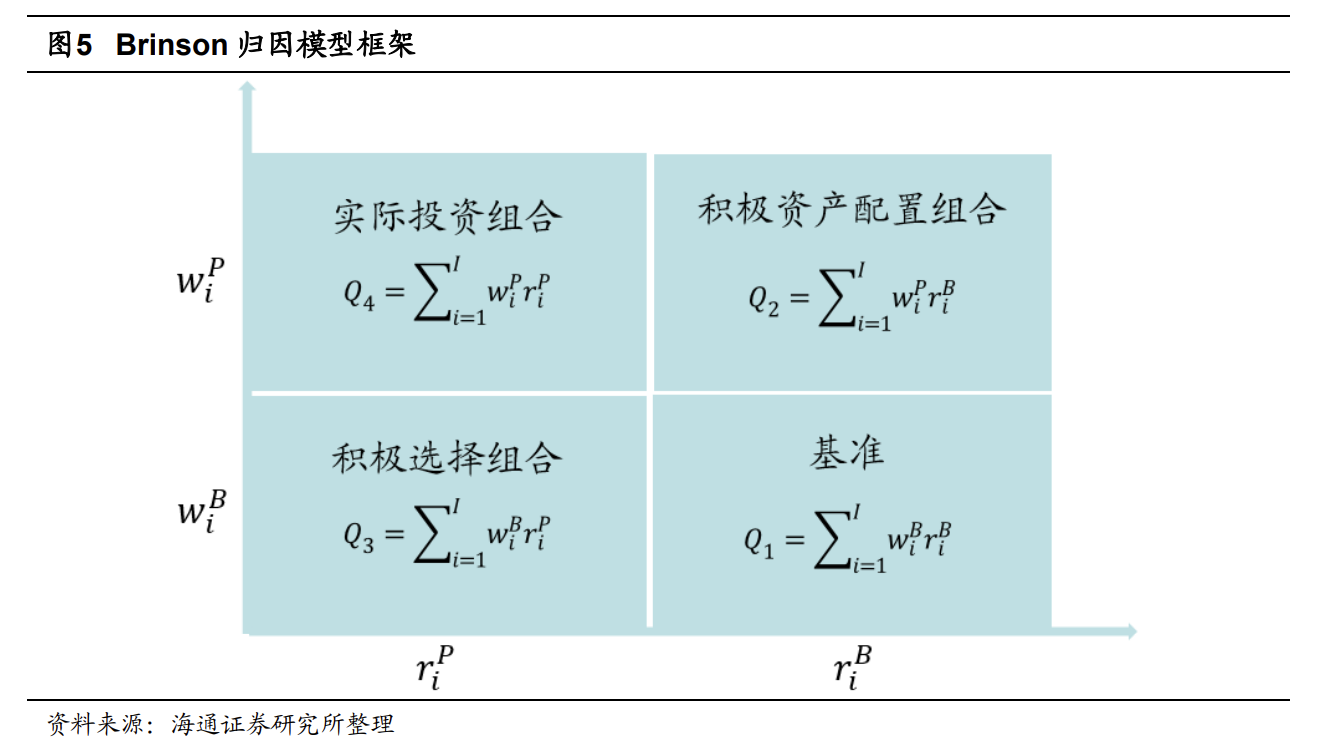 图5 Brinson 归因模型框架
实际投资组合
积极资产配置组合
$w_i^P$
$Q_4 = \sum_{i=1}^{I} w_i^P r_i^P$
$Q_2 = \sum_{i=1}^{I} w_i^P r_i^B$
积极选择组合
基准
$w_i^B$
$Q_3 = \sum_{i=1}^{I} w_i^B r_i^P$
$Q_1 = \sum_{i=1}^{I} w_i^B r_i^B$
$r_i^P$
$r_i^B$
资料来源：海通证券研究所整理